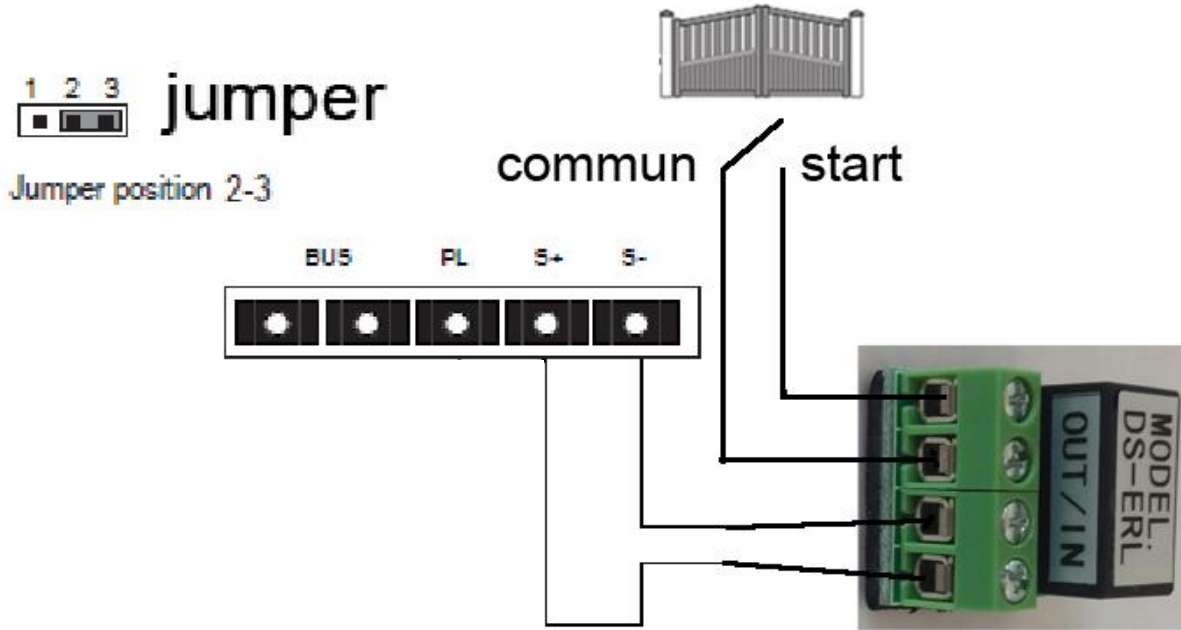 1 2 3
jumper
Jumper position 2-3
commun
start
BUS PL S+ S-
MODEL:
DS-ERL
OUT/IN